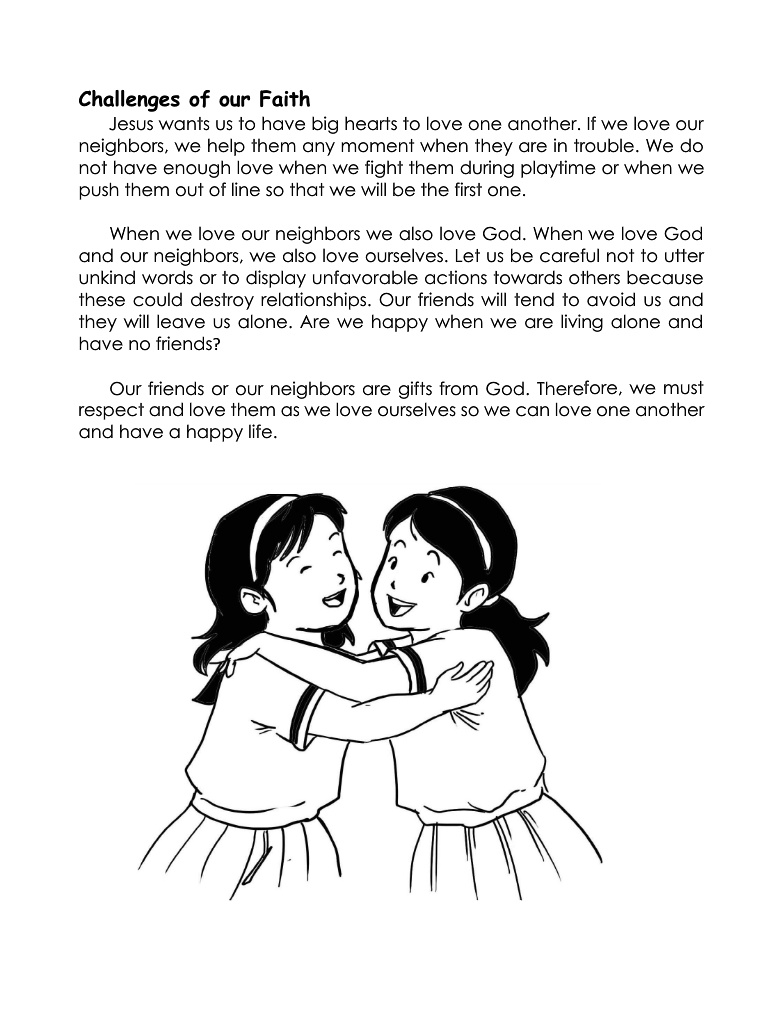 Challenges of our Faith
Jesus wants us to have big hearts to love one another. If we love our
neighbors, we help them any moment when they are in trouble. We do
not have enough love when we fight them during playtime or when we
push them out of line so that we will be the first one.
When we love our neighbors we also love God. When we love God
and our neighbors, we also love ourselves. Let us be careful not to utter
unkind words or to display unfavorable actions towards others because
these could destroy relationships. Our friends will tend to avoid us and
they will leave us alone. Are we happy when we are living alone and
have no friends?
Our friends or our neighbors are gifts from God. Therefore, we must
respect and love them as we love ourselves so we can love one another
and have a happy life.